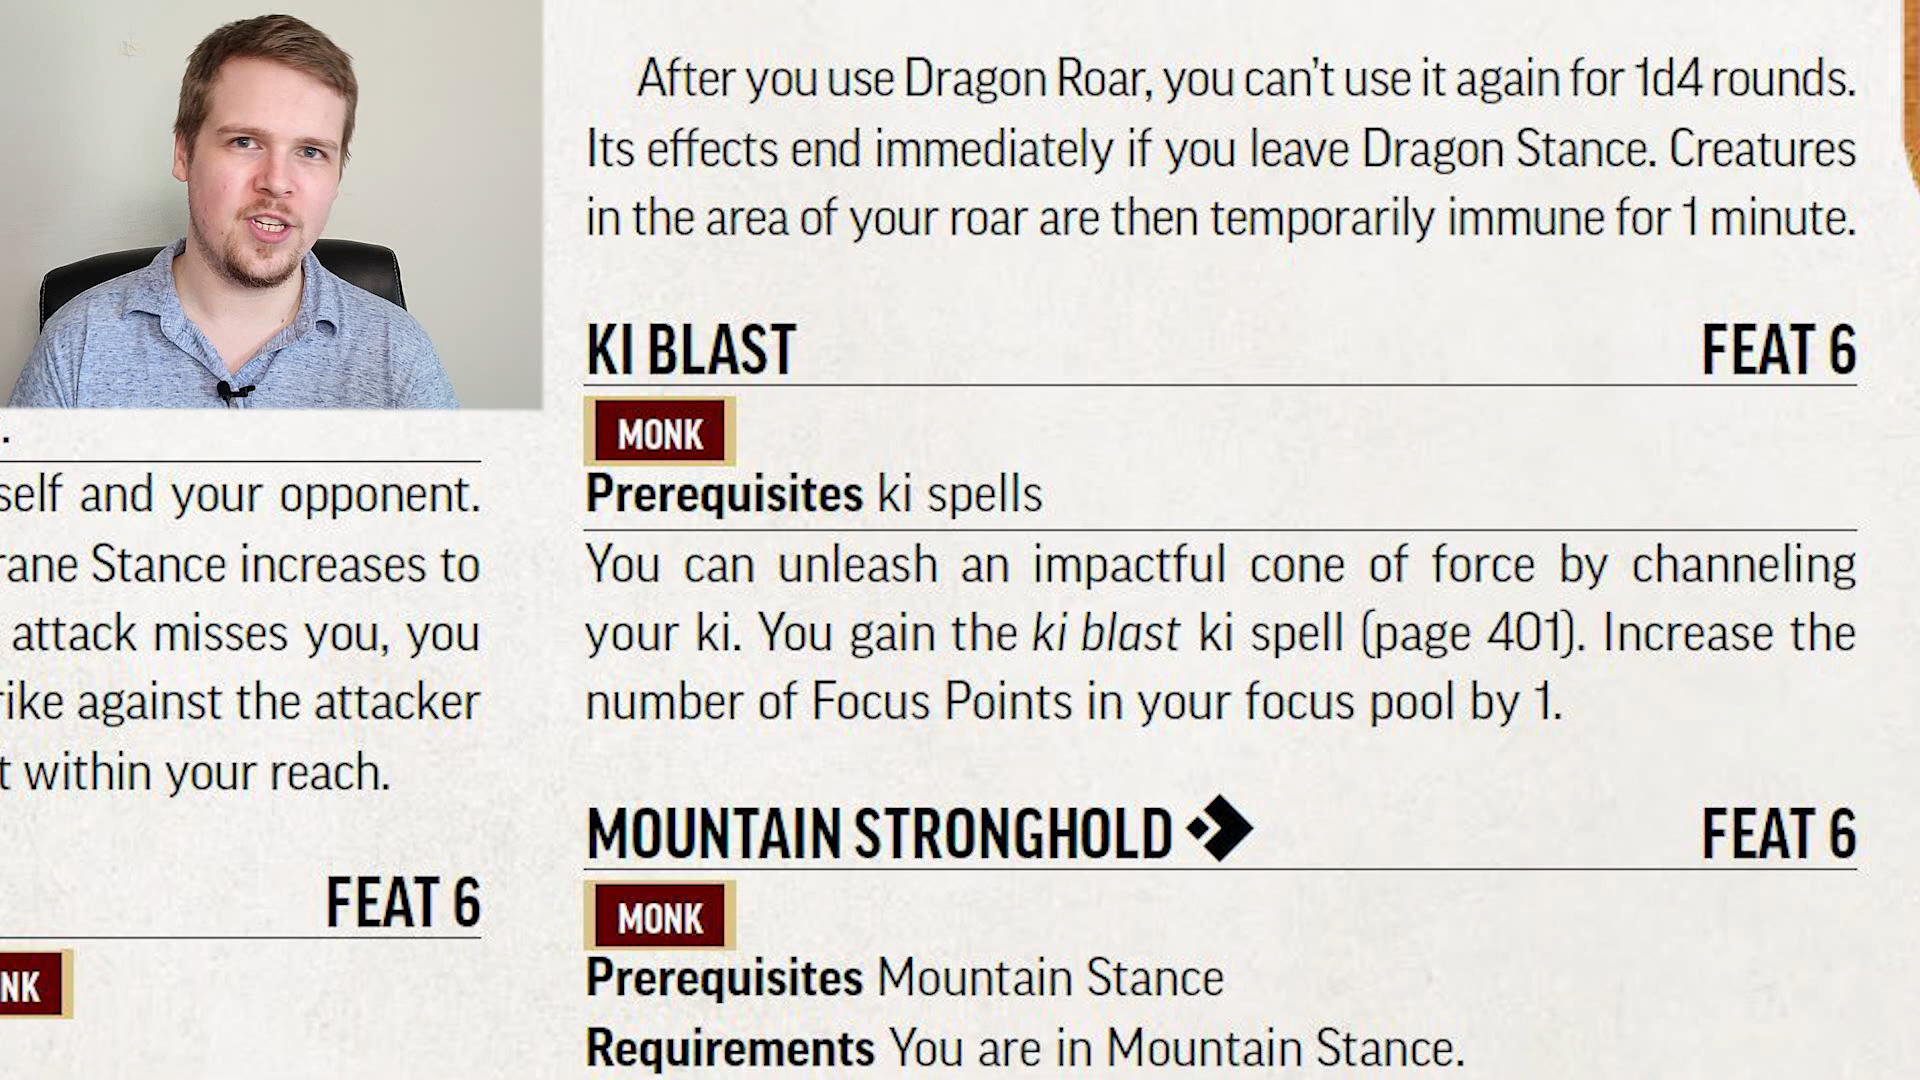 .
self and your opponent.
rane Stance increases to
attack misses you, you
rike against the attacker
t within your reach.
FEAT 6
NK
After you use Dragon Roar, you can't use it again for 1d4 rounds.
Its effects end immediately if you leave Dragon Stance. Creatures
in the area of your roar are then temporarily immune for 1 minute.
KI BLAST FEAT 6
MONK
Prerequisites ki spells
You can unleash an impactful cone of force by channeling
your ki. You gain the ki blast ki spell (page 401). Increase the
number of Focus Points in your focus pool by 1.
MOUNTAIN STRONGHOLD FEAT 6
MONK
Prerequisites Mountain Stance
Requirements You are in Mountain Stance.